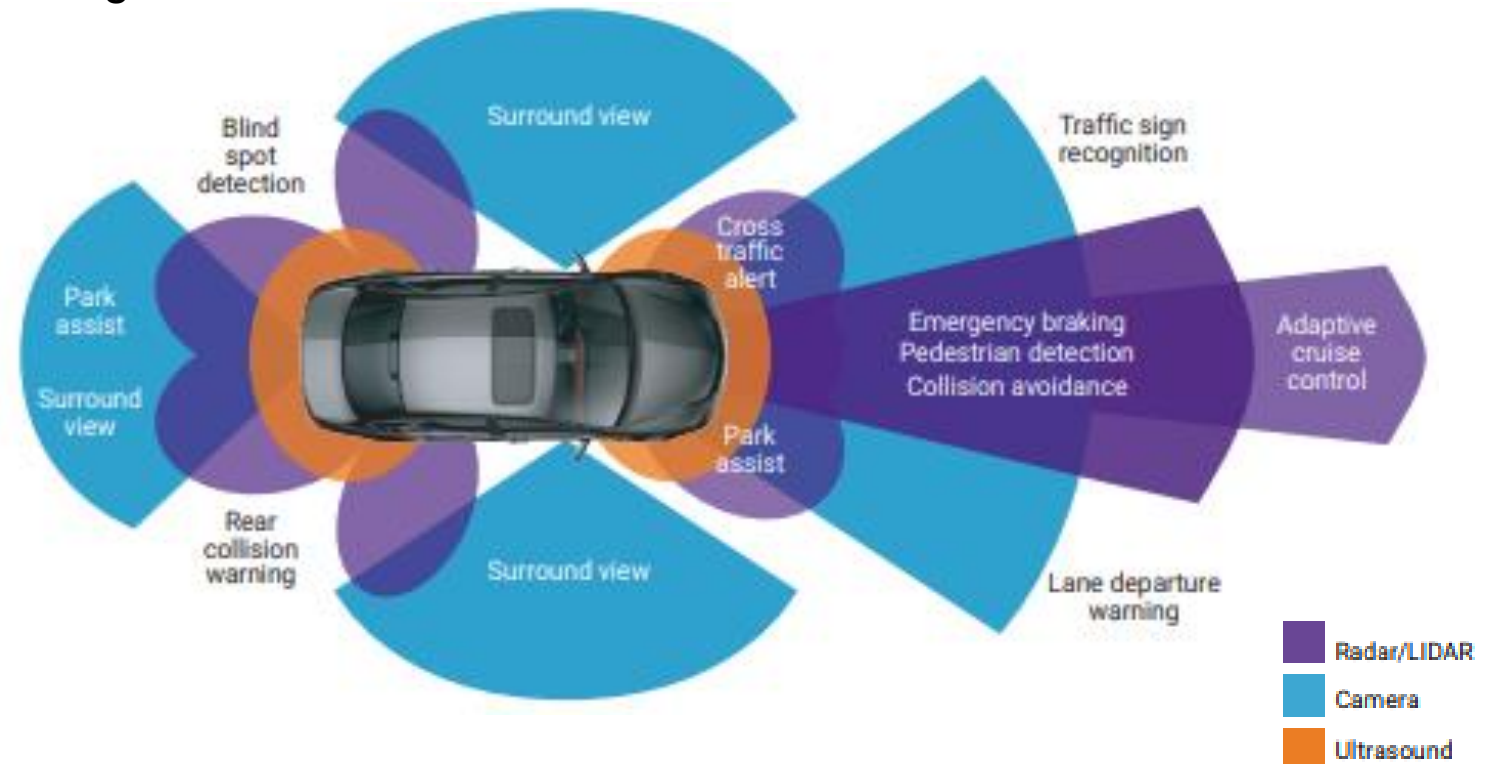 Surround view
Blind
spot
detection
Traffic sign
recognition
Cross
traffic
alert
Park
assist
Surround
view
Emergency braking
Pedestrian detection
Collision avoidance
Adaptive
cruise
control
Park
assist
Rear
collision
warning
Surround view
Lane departure
warning
Radar/LIDAR
Camera
Ultrasound